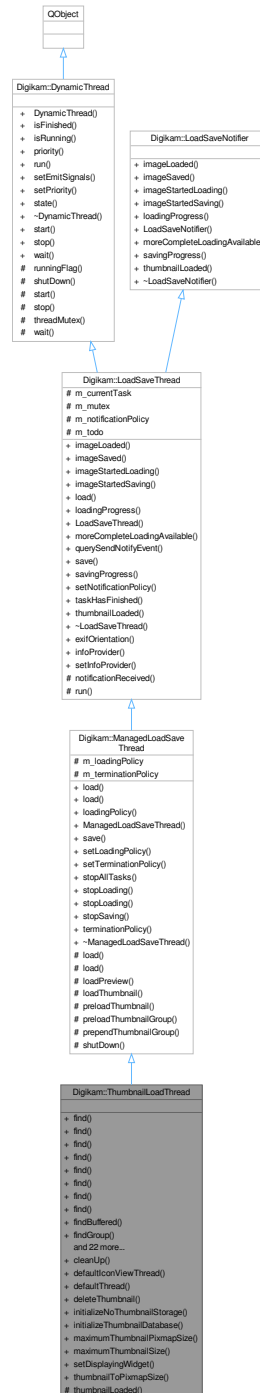 QObject
Digikam::DynamicThread
+ DynamicThread()
+ isFinished()
+ isRunning()
+ priority()
+ run()
+ setEmitSignals()
+ setPriority()
+ state()
+ ~DynamicThread()
+ start()
+ stop()
+ wait()
# runningFlag()
# shutDown()
# start()
# stop()
# threadMutex()
# wait()
Digikam::LoadSaveNotifier
+ imageLoaded()
+ imageSaved()
+ imageStartedLoading()
+ imageStartedSaving()
+ loadingProgress()
+ LoadSaveNotifier()
+ moreCompleteLoadingAvailable
+ savingProgress()
+ thumbnailLoaded()
+ ~LoadSaveNotifier()
Digikam::LoadSaveThread
# m_currentTask
# m_mutex
# m_notificationPolicy
# m_todo
+ imageLoaded()
+ imageSaved()
+ imageStartedLoading()
+ imageStartedSaving()
+ load()
+ loadingProgress()
+ LoadSaveThread()
+ moreCompleteLoadingAvailable()
+ querySendNotifyEvent()
+ save()
+ savingProgress()
+ setNotificationPolicy()
+ taskHasFinished()
+ thumbnailLoaded()
+ ~LoadSaveThread()
+ exifOrientation()
+ infoProvider()
+ setInfoProvider()
# notificationReceived()
# run()
Digikam::ManagedLoadSave
Thread
# m_loadingPolicy
# m_terminationPolicy
+ load()
+ load()
+ loadingPolicy()
+ ManagedLoadSaveThread()
+ save()
+ setLoadingPolicy()
+ setTerminationPolicy()
+ stopAllTasks()
+ stopLoading()
+ stopLoading()
+ stopSaving()
+ terminationPolicy()
+ ~ManagedLoadSaveThread()
# load()
# load()
# loadPreview()
# loadThumbnail()
# preloadThumbnail()
# preloadThumbnailGroup()
# prependThumbnailGroup()
# shutDown()
Digikam::ThumbnailLoadThread
+ find()
+ find()
+ find()
+ find()
+ find()
+ find()
+ find()
+ find()
+ findBuffered()
+ findGroup()
and 22 more...
+ cleanUp()
+ defaultIconViewThread()
+ defaultThread()
+ deleteThumbnail()
+ initializeNoThumbnailStorage()
+ initializeThumbnailDatabase()
+ maximumThumbnailPixmapSize()
+ maximumThumbnailSize()
+ setDisplayingWidget()
+ thumbnailToPixmapSize()
# thumbnailLoaded()